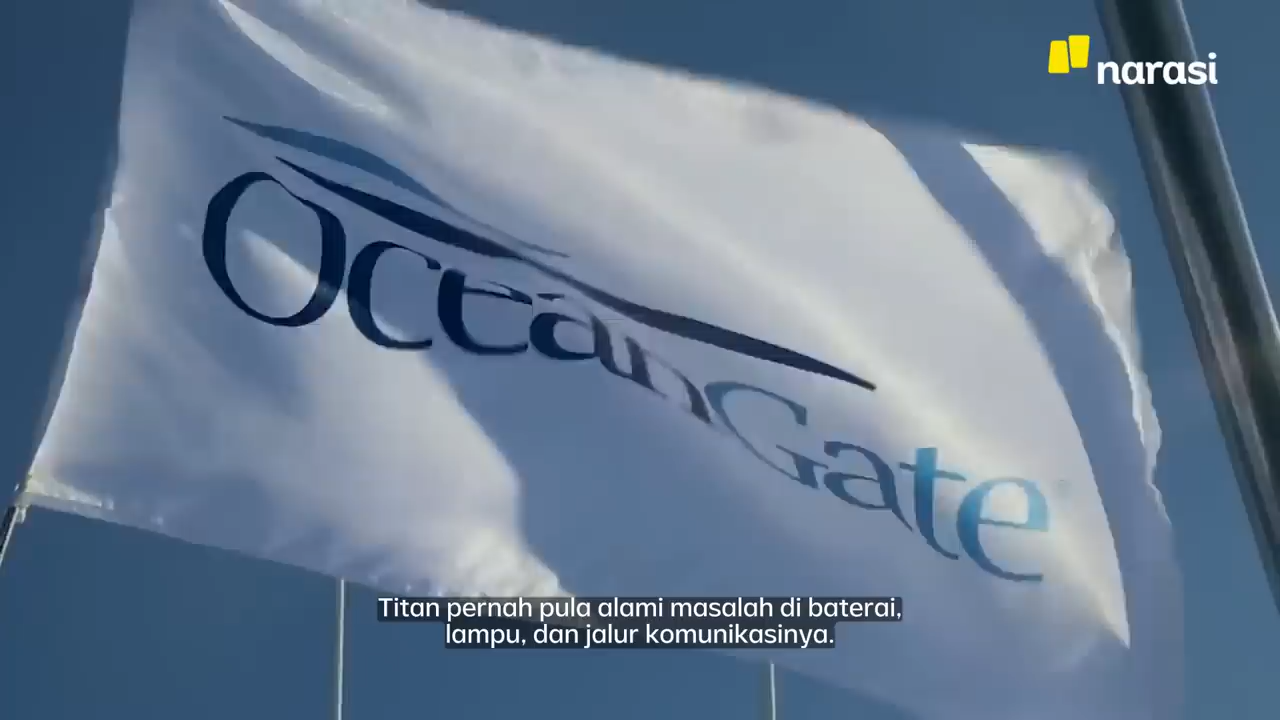 narasi
OceanGate
Titan pernah pula alami masalah di baterai,
lampu, dan jalur komunikasinya.